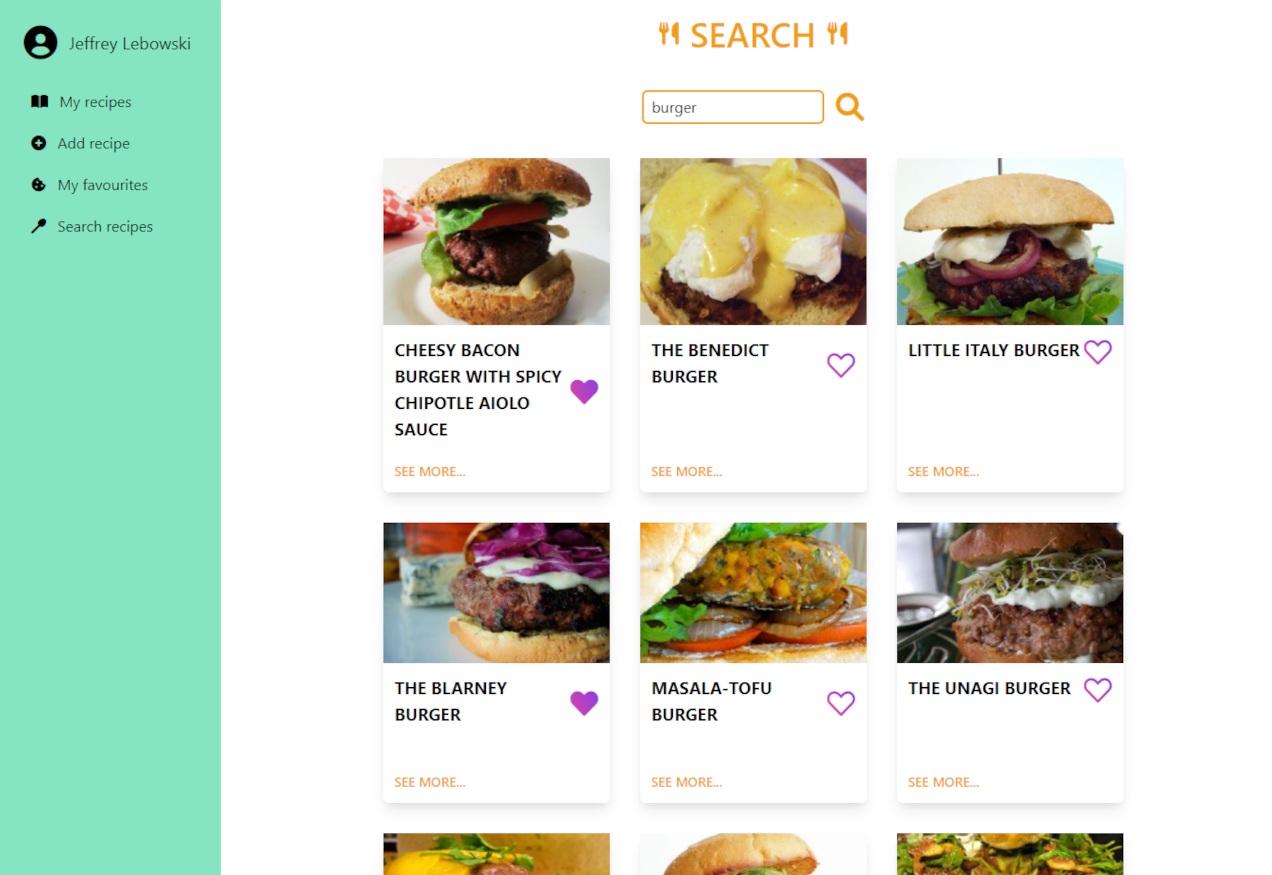 Jeffrey Lebowski
My recipes
Add recipe
My favourites
Search recipes
SEARCH
burger
CHEESY BACON
BURGER WITH SPICY
CHIPOTLE AIOLO
SAUCE
SEE MORE...
THE BENEDICT
BURGER
SEE MORE...
LITTLE ITALY BURGER
SEE MORE...
THE BLARNEY
BURGER
SEE MORE...
MASALA-TOFU
BURGER
SEE MORE...
THE UNAGI BURGER
SEE MORE...